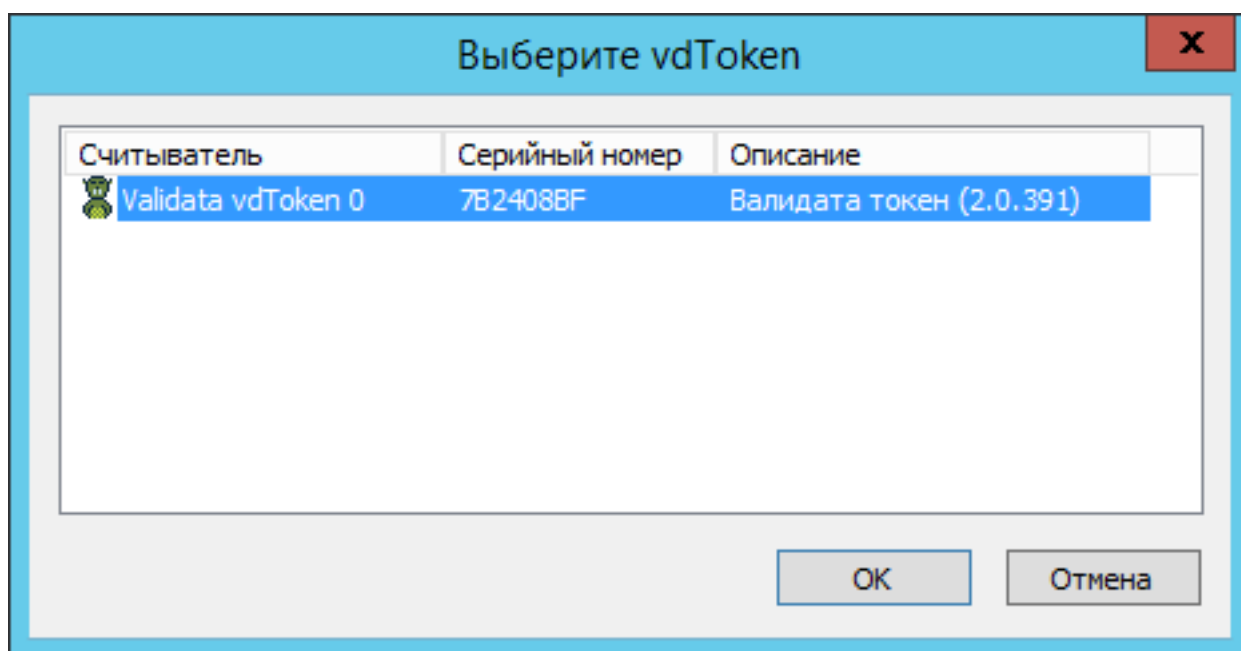 Выберите vdToken
x
Считыватель Серийный номер Описание
Validata vdToken 0 7B2408BF Валидата токен (2.0.391)
OK Отмена